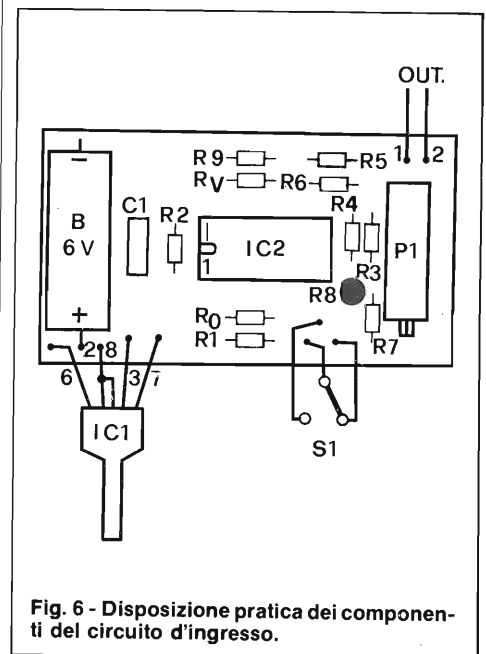 OUT.
1 2
R9 R5
RV R6
C1 R2 R4
B
6 V
IC2
1
P1
R3
R8
R0
R1 R7
+
2 8
6 3 7
IC1
S1
Fig. 6 - Disposizione pratica dei componen-
ti del circuito d'ingresso.